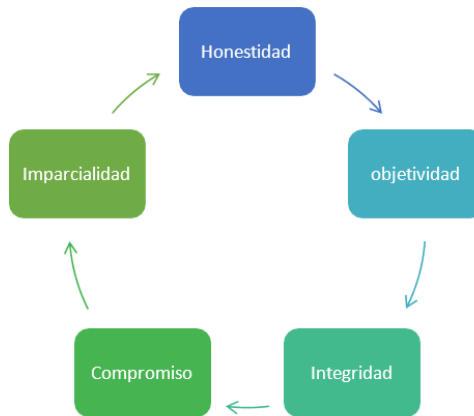 Honestidad
objetividad
Integridad
Compromiso
Imparcialidad